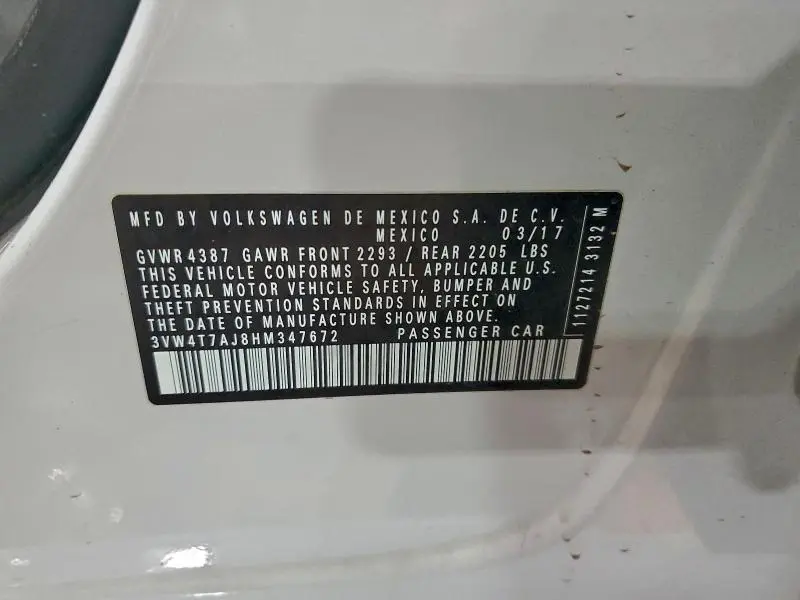 MFD BY VOLKSWAGEN DE MEXICO S.A. DE C.V.
MEXICO 03/17
GVWR 4387 GAWR FRONT 2293 / REAR 2205 LBS
THIS VEHICLE CONFORMS TO ALL APPLICABLE U.S.
FEDERAL MOTOR VEHICLE SAFETY, BUMPER AND
THEFT PREVENTION STANDARDS IN EFFECT ON
THE DATE OF MANUFACTURE SHOWN ABOVE.
3VW4T7AJ8HM347672 PASSENGER CAR
1127214 3132 M